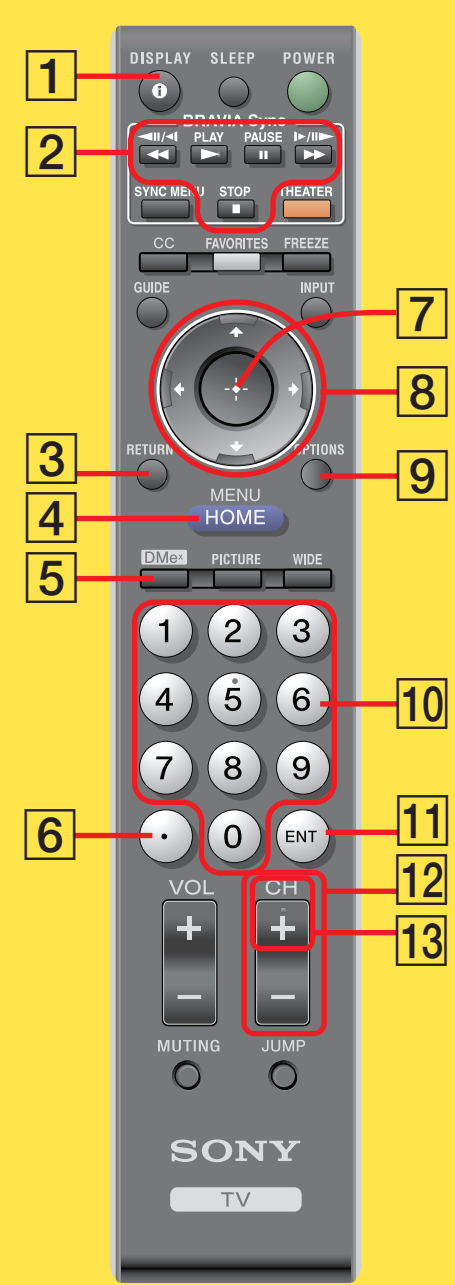 DISPLAY SLEEP POWER
1
BRAVIA Sync
2
PLAY PAUSE
SYNC MENU STOP THEATER
CC FAVORITES FREEZE
GUIDE INPUT
7
8
3
RETURN OPTIONS
9
MENU
4
HOME
DMex PICTURE WIDE
5
1 2 3
4 5 6
10
7 8 9
6
. 0 ENT
11
VOL CH
12
+ +
13
– –
MUTING JUMP
SONY
TV